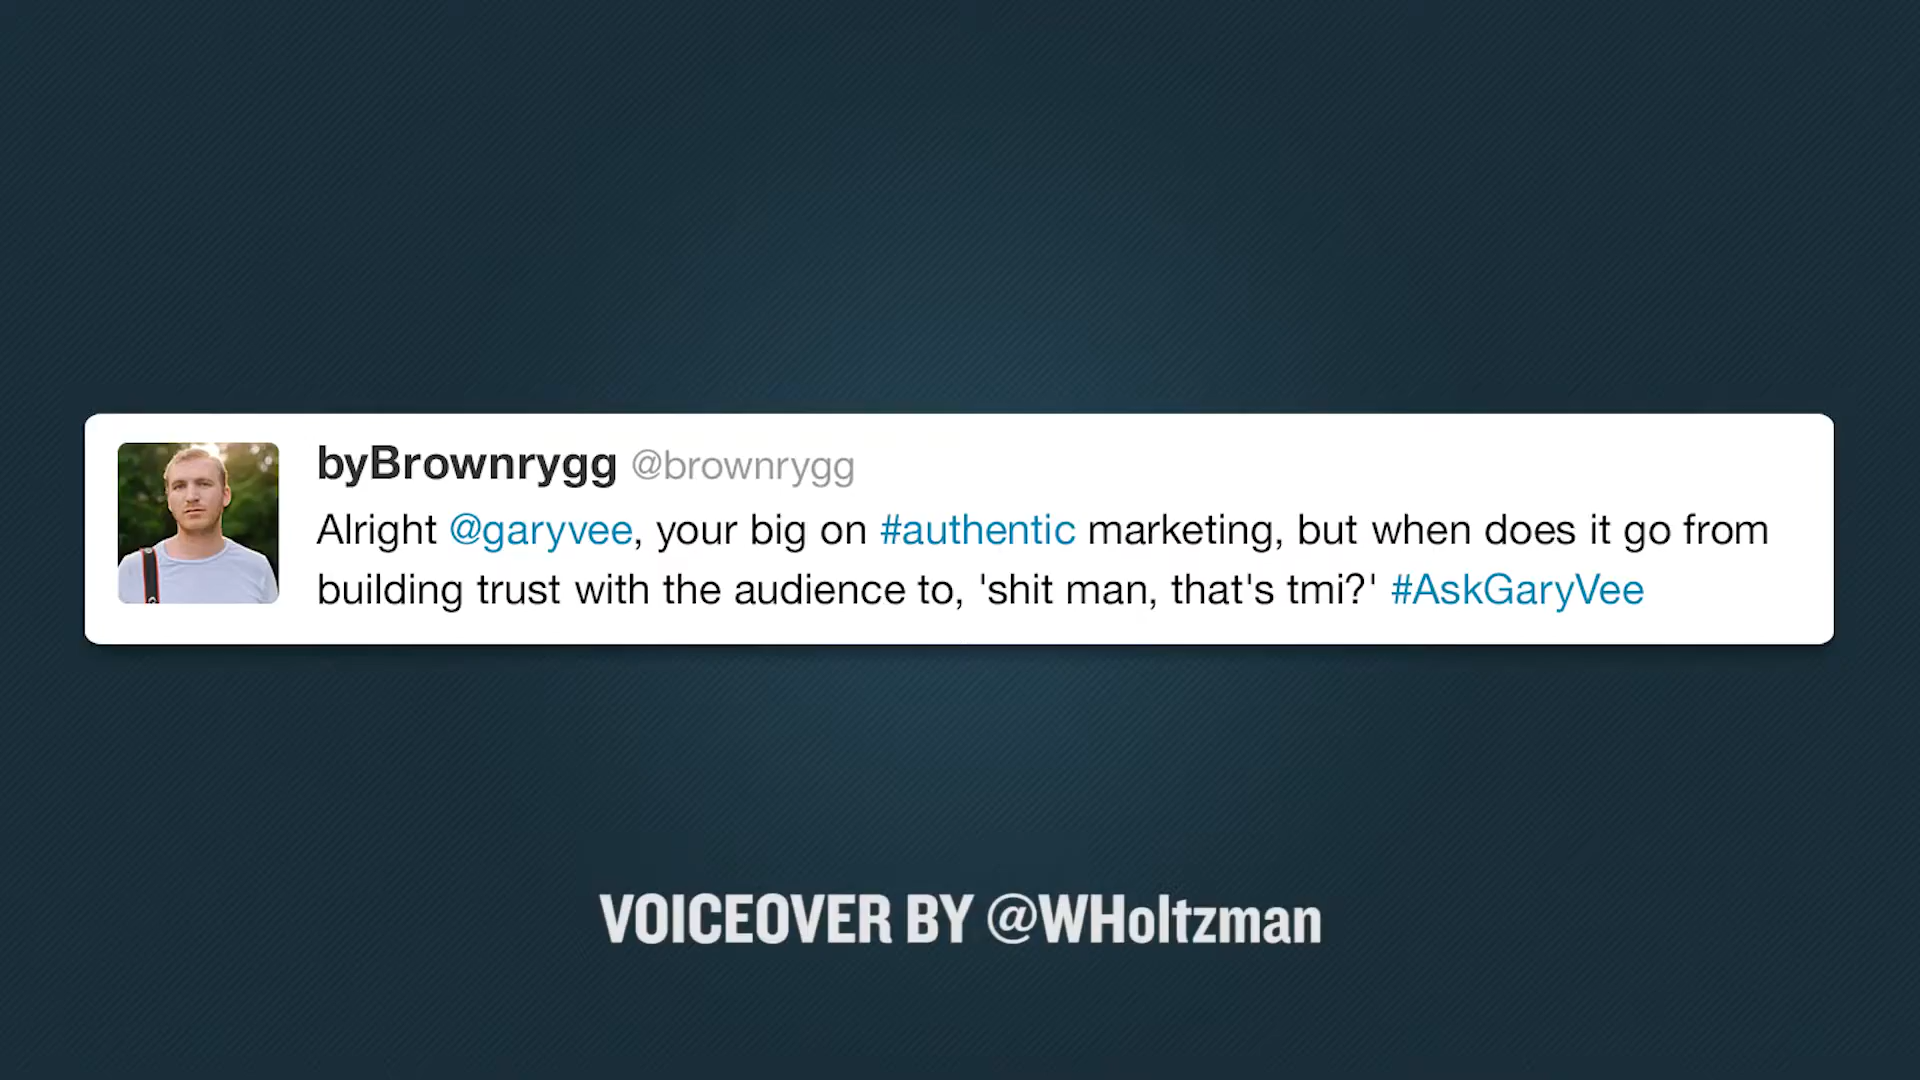 byBrownrygg @brownrygg
Alright @garyvee, your big on #authentic marketing, but when does it go from
building trust with the audience to, 'shit man, that's tmi?' #AskGaryVee
VOICEOVER BY @WHoltzman